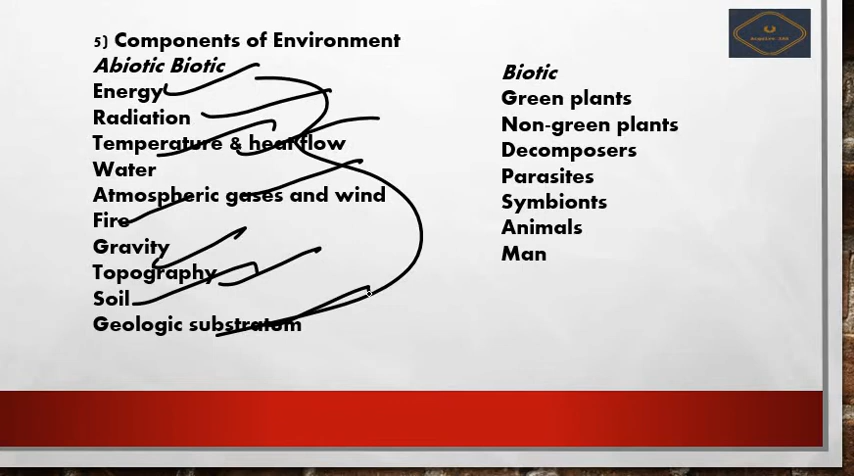 5) Components of Environment
Abiotic Biotic
Energy
Radiation
Temperature & heat flow
Water
Atmospheric gases and wind
Fire
Gravity
Topography
Soil
Geologic substratum
Biotic
Green plants
Non-green plants
Decomposers
Parasites
Symbionts
Animals
Man